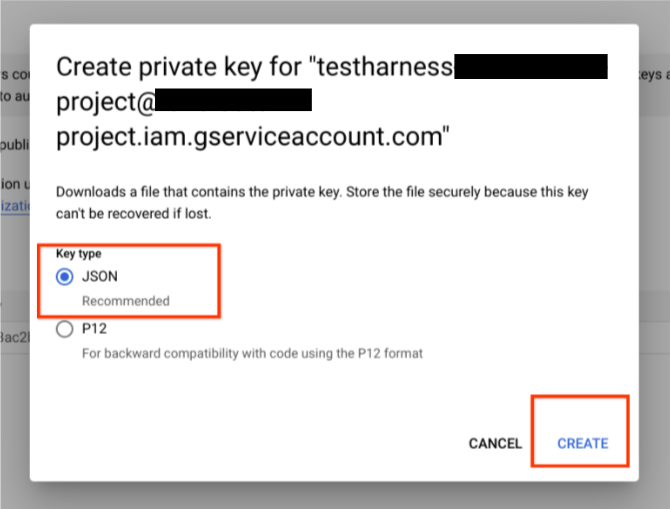 Create private key for "testharness
project@
project.iam.gserviceaccount.com"
Downloads a file that contains the private key. Store the file securely because this key
can't be recovered if lost.
Key type
JSON
Recommended
P12
For backward compatibility with code using the P12 format
CANCEL CREATE